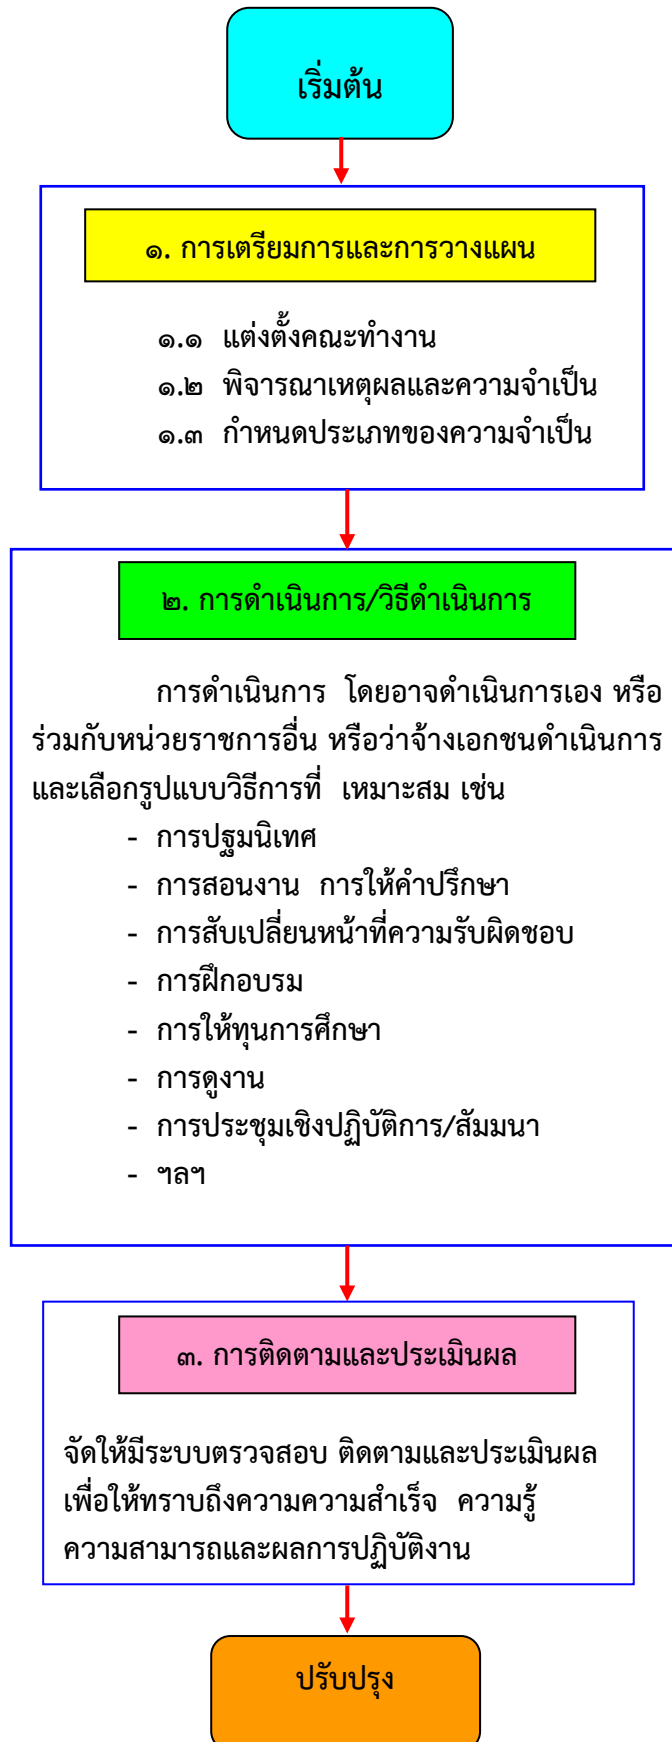 เริ่มต้น
๑. การเตรียมการและการวางแผน
๑.๑ แต่งตั้งคณะทำงาน
๑.๒ พิจารณาเหตุผลและความจำเป็น
๑.๓ กำหนดประเภทของความจำเป็น
๒. การดำเนินการ/วิธีดำเนินการ
การดำเนินการ โดยอาจดำเนินการเอง หรือ
ร่วมกับหน่วยราชการอื่น หรือว่าจ้างเอกชนดำเนินการ
และเลือกรูปแบบวิธีการที่ เหมาะสม เช่น
- การปฐมนิเทศ
- การสอนงาน การให้คำปรึกษา
- การสับเปลี่ยนหน้าที่ความรับผิดชอบ
- การฝึกอบรม
- การให้ทุนการศึกษา
- การดูงาน
- การประชุมเชิงปฏิบัติการ/สัมมนา
- ฯลฯ
๓. การติดตามและประเมินผล
จัดให้มีระบบตรวจสอบ ติดตามและประเมินผล
เพื่อให้ทราบถึงความความสำเร็จ ความรู้
ความสามารถและผลการปฏิบัติงาน
ปรับปรุง